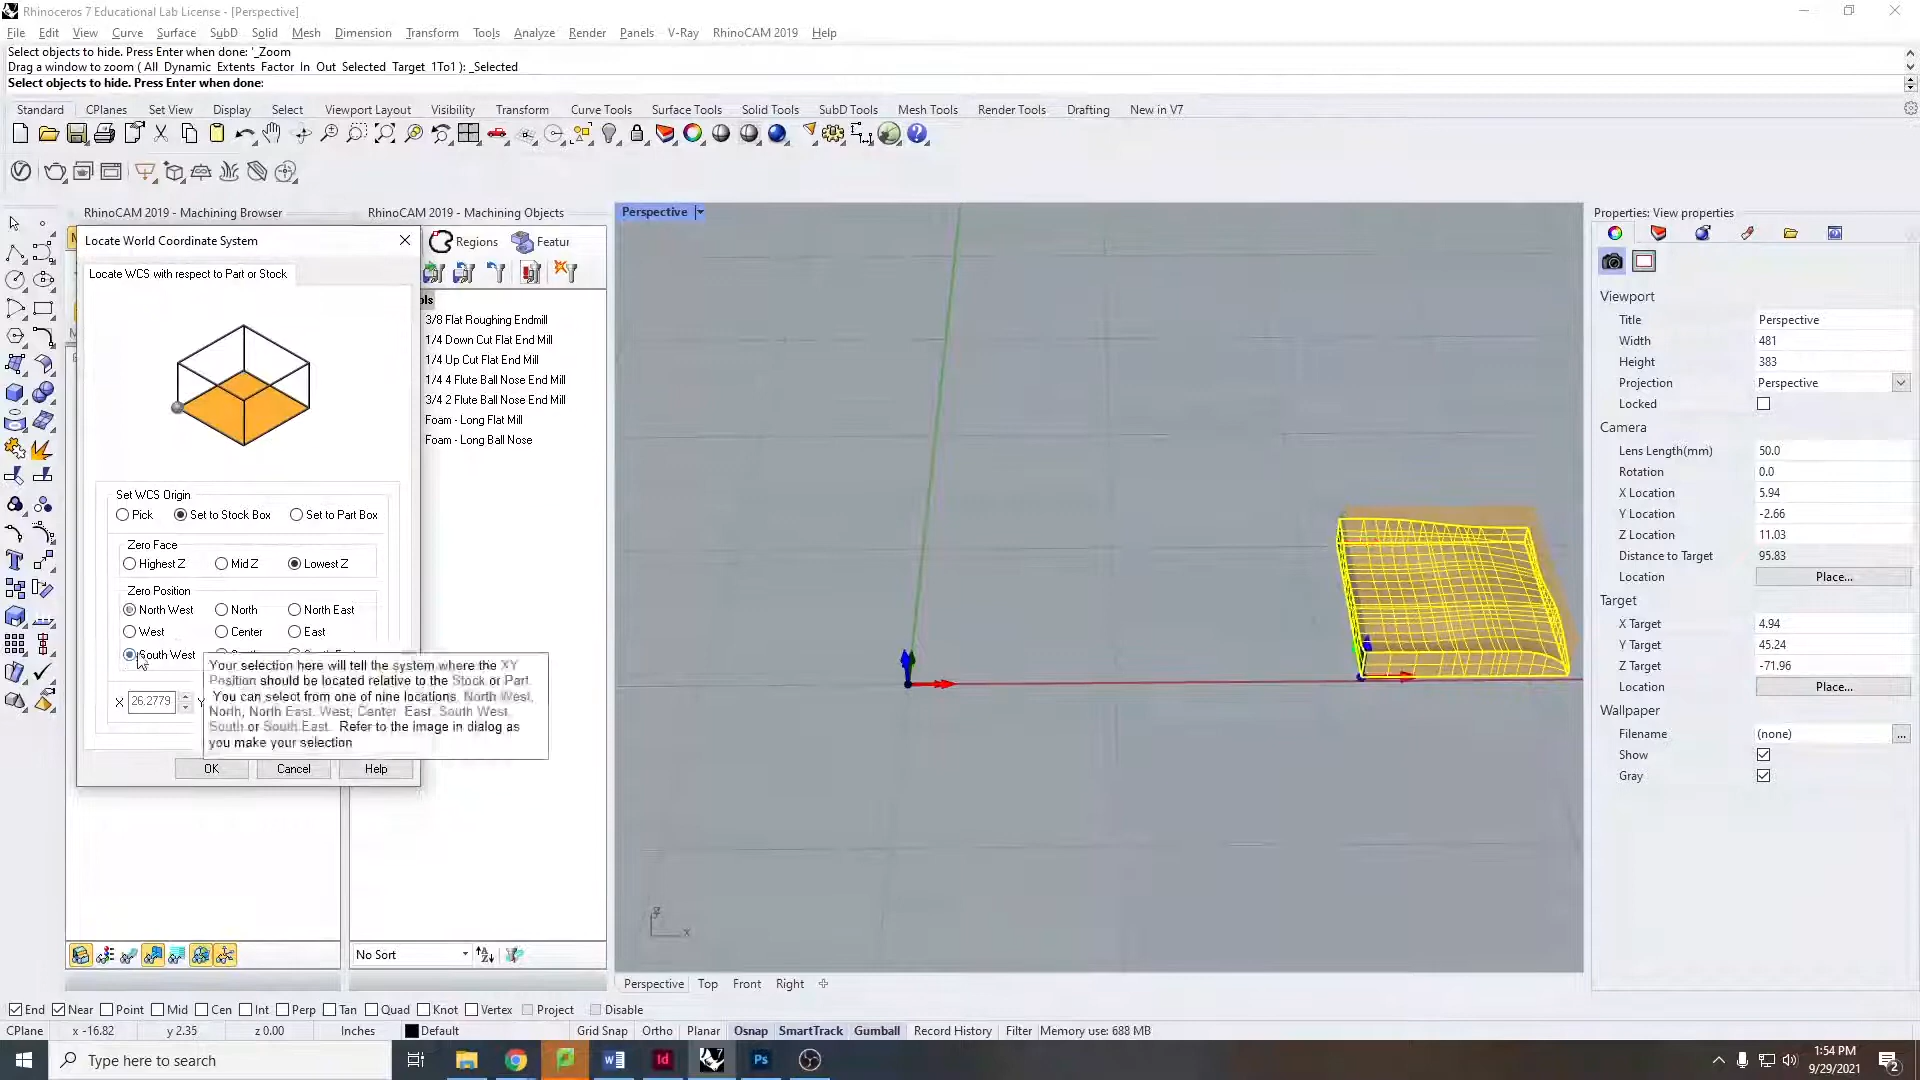 Rhinoceros 7 Educational Lab License - [Perspective]
File Edit View Curve Surface SubD Solid Mesh Dimension Transform Tools Analyze Render Panels V-Ray RhinoCAM 2019 Help
Select objects to hide. Press Enter when done: '_Zoom
Drag a window to zoom ( All Dynamic Extents Factor In Out Selected Target 1To1 ): _Selected
Select objects to hide. Press Enter when done:
Standard CPlanes Set View Display Select Viewport Layout Visibility Transform Curve Tools Surface Tools Solid Tools SubD Tools Mesh Tools Render Tools Drafting New in V7
RhinoCAM 2019 - Machining Browser
Locate World Coordinate System
Locate WCS with respect to Part or Stock
Set WCS Origin
Pick Set to Stock Box Set to Part Box
Zero Face
Highest Z Mid Z Lowest Z
Zero Position
North West North North East
West Center East
South West
X 26.2779
Your selection here will tell the system where the XY
Position should be located relative to the Stock or Part.
You can select from one of nine locations. North West,
North, North East. West, Center. East. South West.
South or South East. Refer to the image in dialog as
you make your selection
OK Cancel Help
RhinoCAM 2019 - Machining Objects
Regions Featur
ols
3/8 Flat Roughing Endmill
1/4 Down Cut Flat End Mill
1/4 Up Cut Flat End Mill
1/4 4 Flute Ball Nose End Mill
3/4 2 Flute Ball Nose End Mill
Foam - Long Flat Mill
Foam - Long Ball Nose
No Sort
Perspective
x
Perspective Top Front Right
Properties: View properties
Viewport
Title Perspective
Width 481
Height 383
Projection Perspective
Locked
Camera
Lens Length(mm) 50.0
Rotation 0.0
X Location 5.94
Y Location -2.66
Z Location 11.03
Distance to Target 95.83
Location Place...
Target
X Target 4.94
Y Target 45.24
Z Target -71.96
Location Place...
Wallpaper
Filename (none) ...
Show
Gray
End Near Point Mid Cen Int Perp Tan Quad Knot Vertex Project Disable
CPlane x -16.82 y 2.35 z 0.00 Inches Default Grid Snap Ortho Planar Osnap SmartTrack Gumball Record History Filter Memory use: 688 MB
Type here to search
Id
Ps
1:54 PM
9/29/2021
2